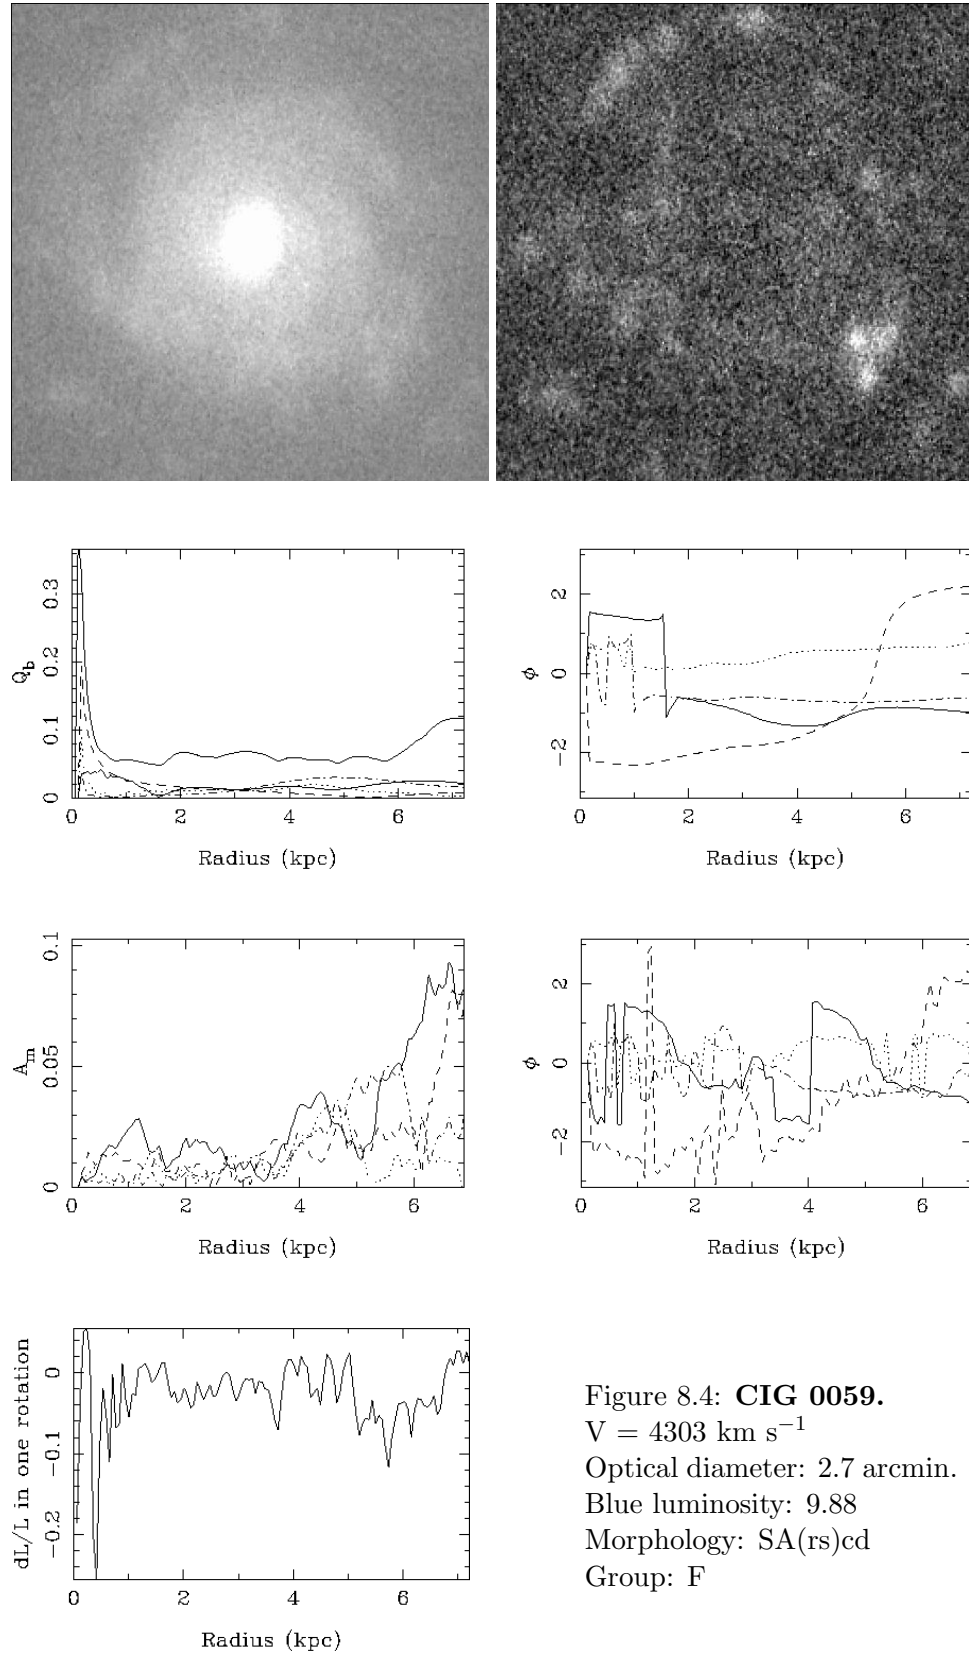 0.3
0.2
0.1
0
Q_b
0 2 4 6
Radius (kpc)
2
0
−2
φ
0 2 4 6
Radius (kpc)
0.1
0.05
0
A_m
0 2 4 6
Radius (kpc)
2
0
−2
φ
0 2 4 6
Radius (kpc)
0
−0.1
−0.2
dL/L in one rotation
0 2 4 6
Radius (kpc)
Figure 8.4: CIG 0059.
V = 4303 km s⁻¹
Optical diameter: 2.7 arcmin.
Blue luminosity: 9.88
Morphology: SA(rs)cd
Group: F